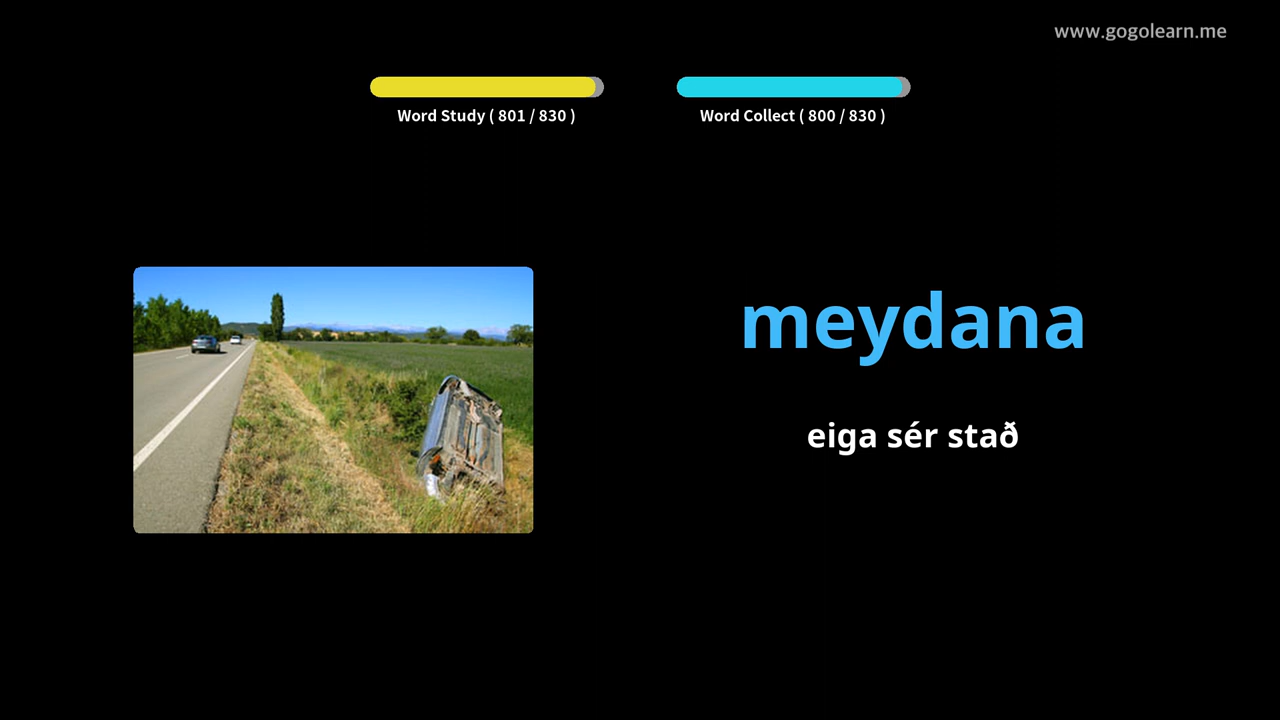 www.gogolearn.me
Word Study ( 801 / 830 )
Word Collect ( 800 / 830 )
meydana
eiga sér stað